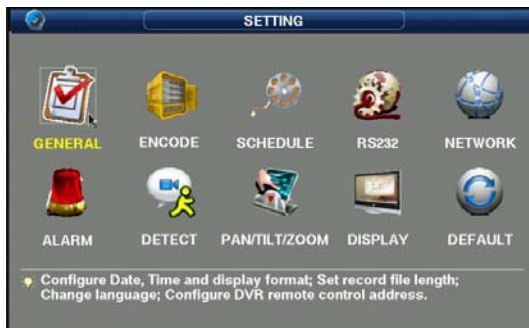 SETTING
GENERAL ENCODE SCHEDULE RS232 NETWORK
ALARM DETECT PAN/TILT/ZOOM DISPLAY DEFAULT
Configure Date, Time and display format; Set record file length;
Change language; Configure DVR remote control address.